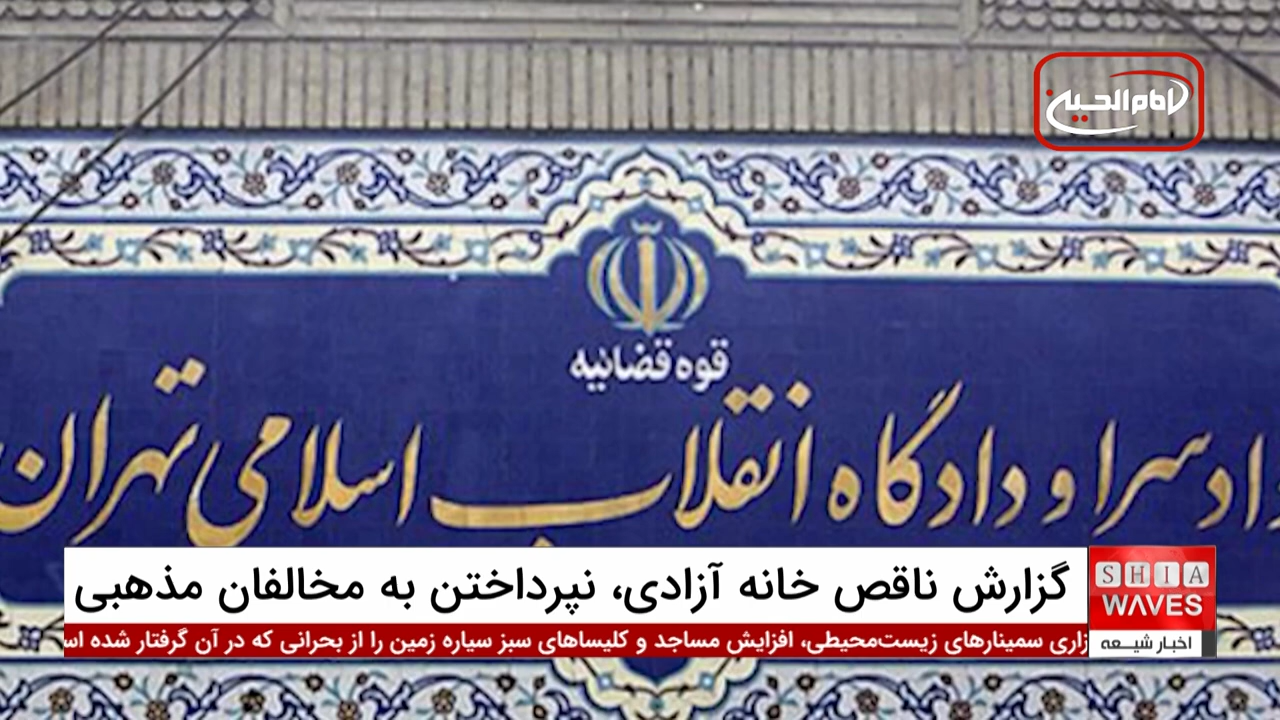 امام الحسین
قوه قضائیه
دادسرا و دادگاه انقلاب اسلامی تهران
گزارش ناقص خانه آزادی، نپرداختن به مخالفان مذهبی
SHIA
WAVES
اخبار شیعه
زاری سمینارهای زیست‌محیطی، افزایش مساجد و کلیساهای سبز سیاره زمین را از بحرانی که در آن گرفتار شده اس